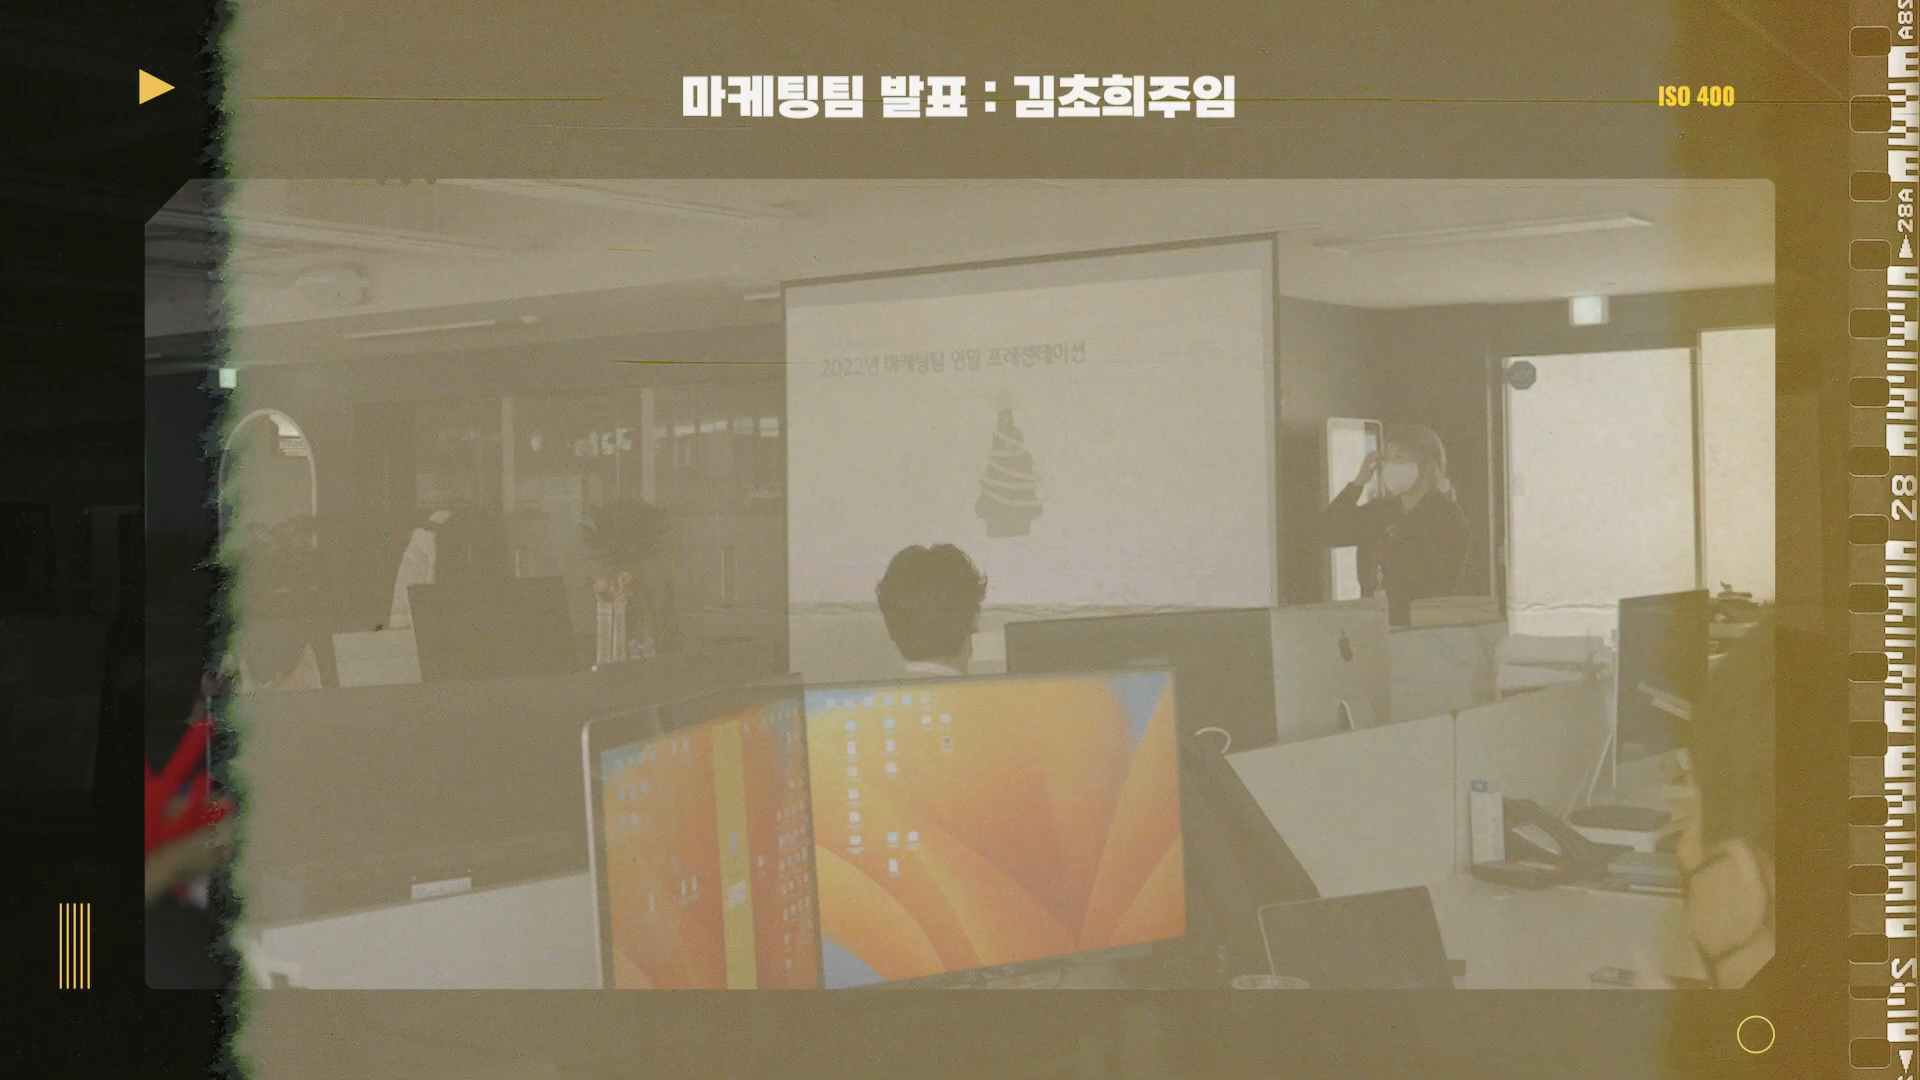 마케팅팀 발표 : 김초희주임
ISO 400
28A
28A
2022년 마케팅팀 연말 프레젠테이션
28